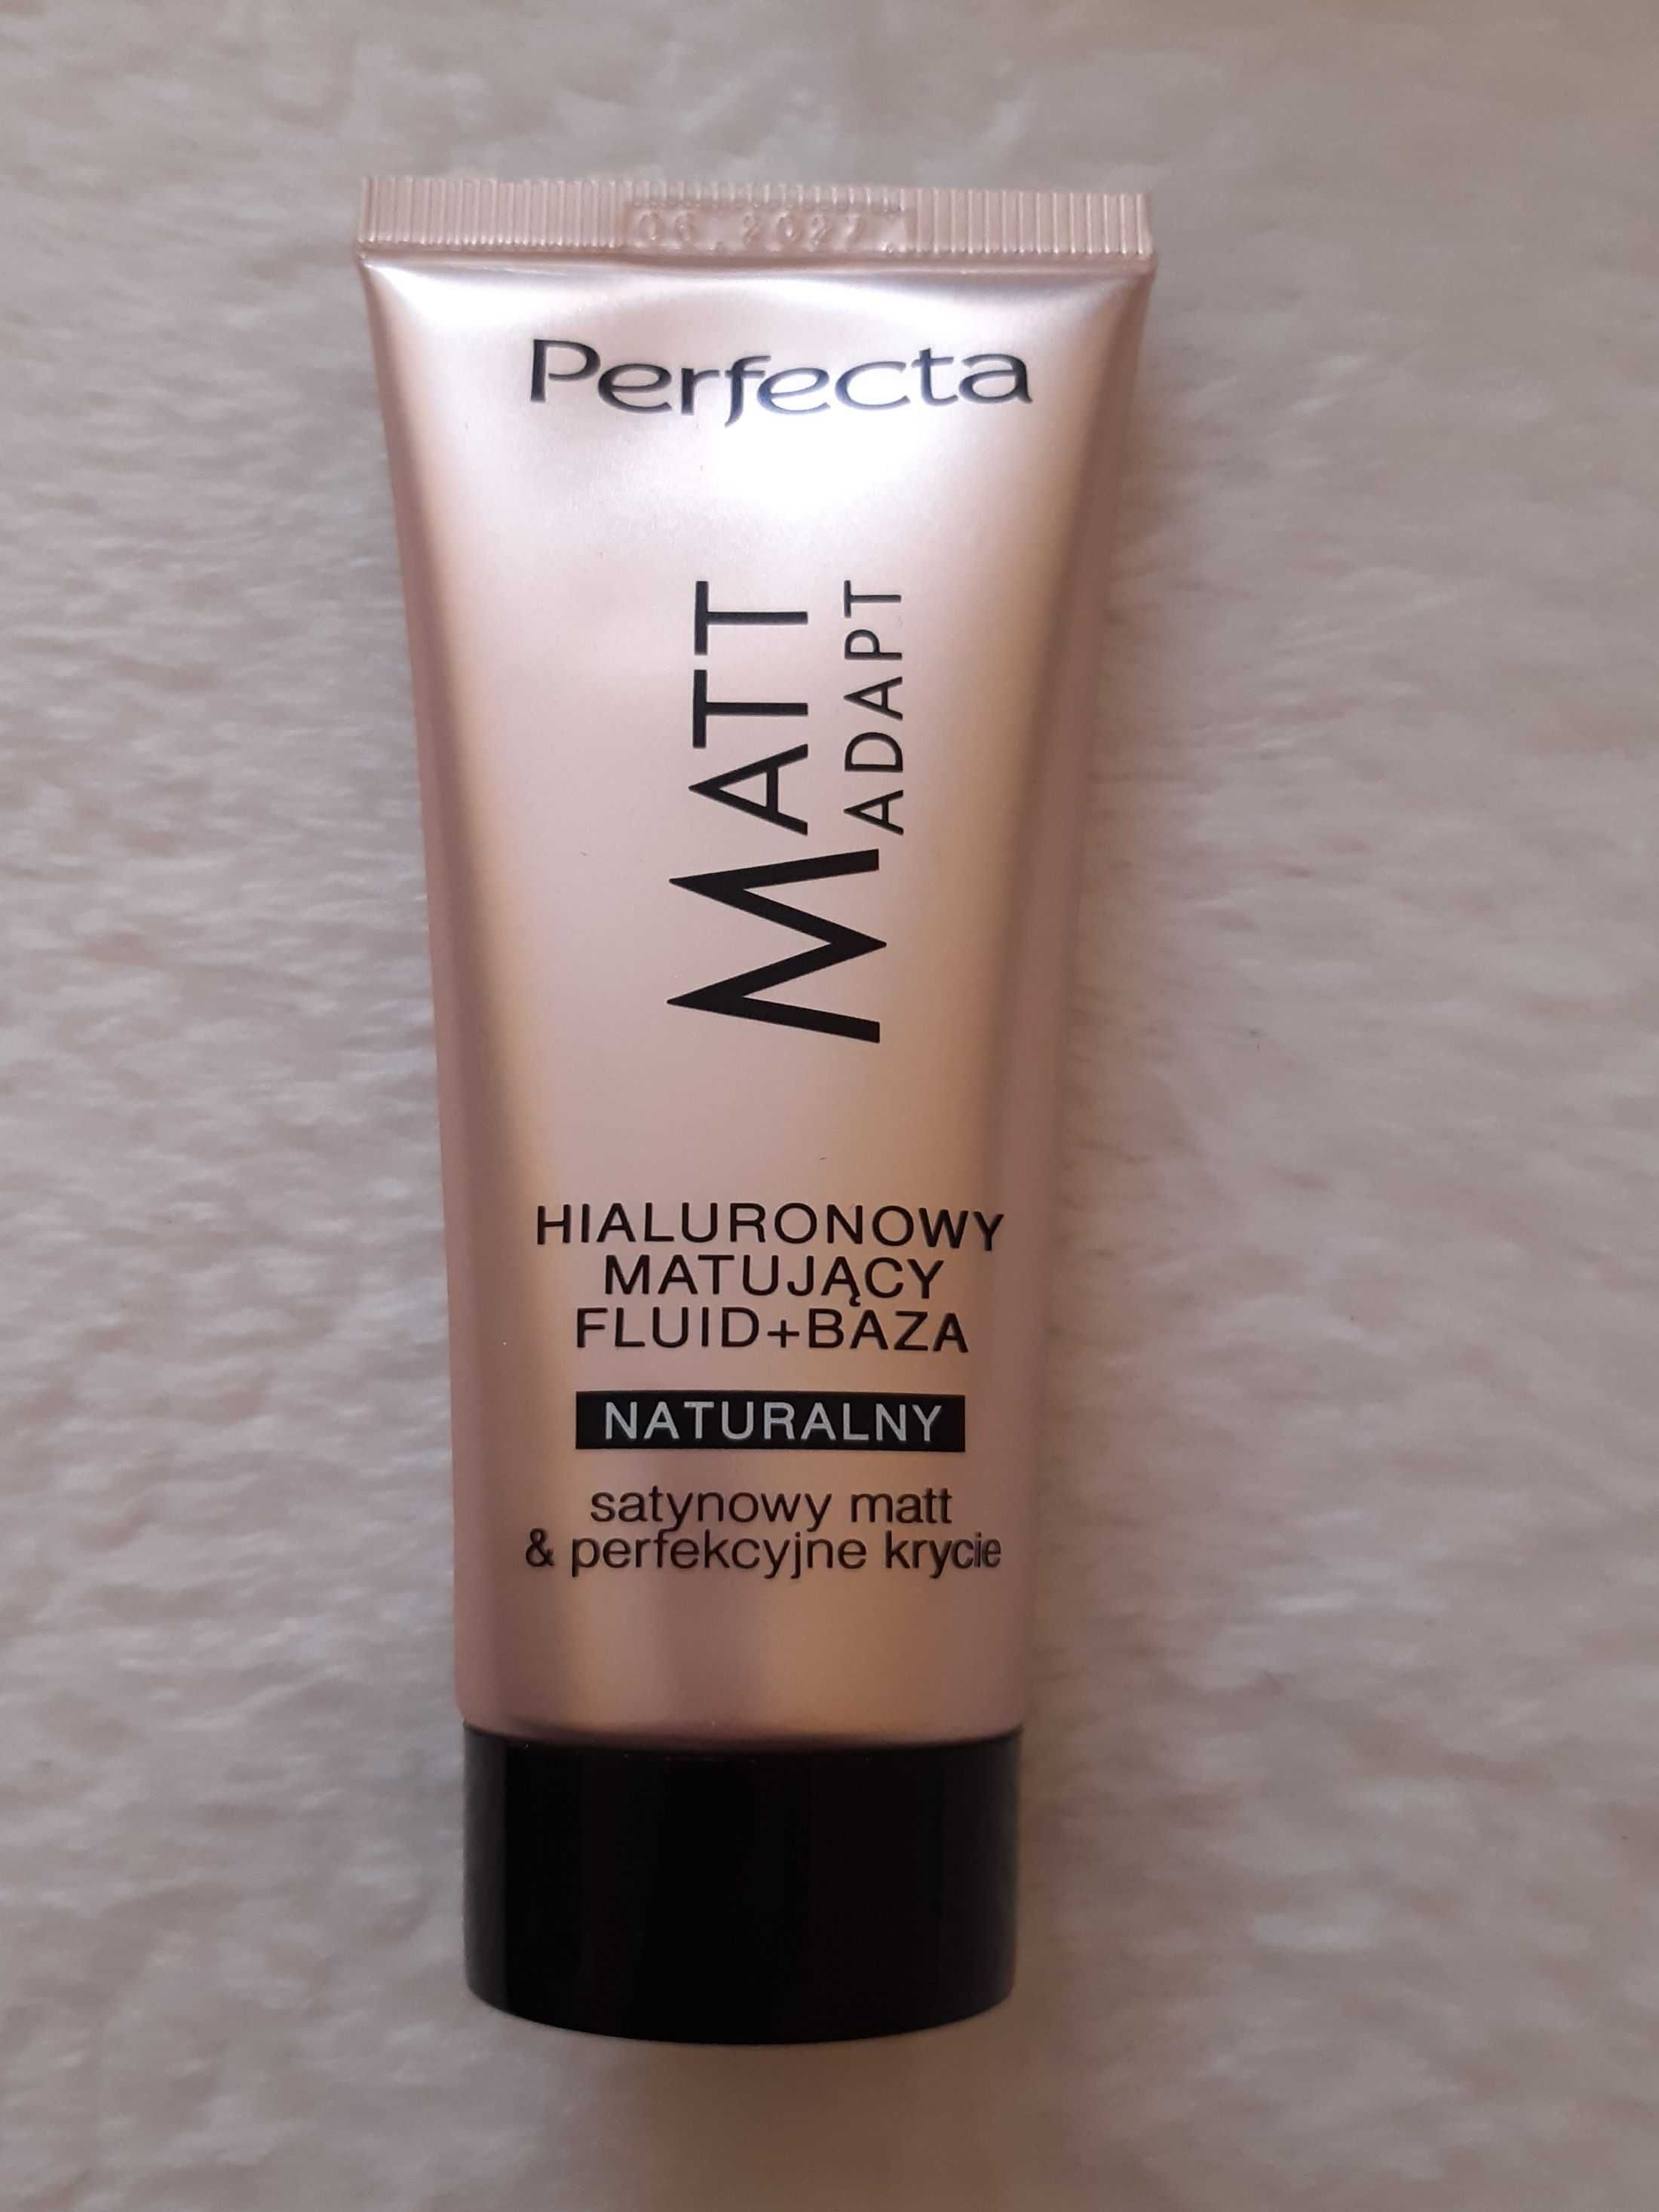 06.2027
Perfecta
MATT
ADAPT
HIALURONOWY
MATUJĄCY
FLUID+BAZA
NATURALNY
satynowy matt
& perfekcyjne krycie